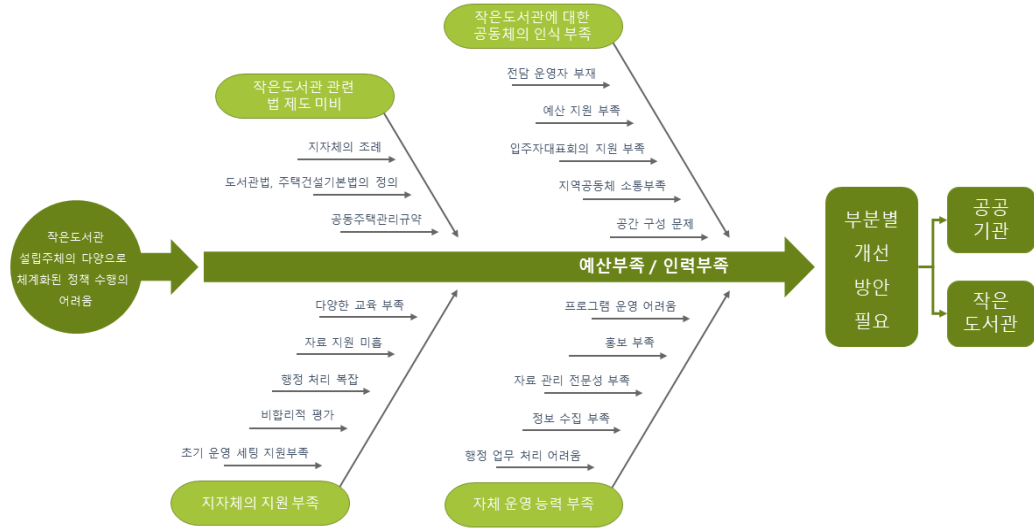 작은도서관에 대한
공동체의 인식 부족
전담 운영자 부재
예산 지원 부족
입주자대표회의 지원 부족
지역공동체 소통부족
공간 구성 문제
작은도서관 관련
법 제도 미비
지자체의 조례
도서관법, 주택건설기본법의 정의
공동주택관리규약
작은도서관
설립주체의 다양으로
체계화된 정책 수행의
어려움
예산부족 / 인력부족
부분별
개선
방안
필요
공공
기관
작은
도서관
다양한 교육 부족
자료 지원 미흡
행정 처리 복잡
비합리적 평가
초기 운영 세팅 지원부족
지자체의 지원 부족
프로그램 운영 어려움
홍보 부족
자료 관리 전문성 부족
정보 수집 부족
행정 업무 처리 어려움
자체 운영 능력 부족